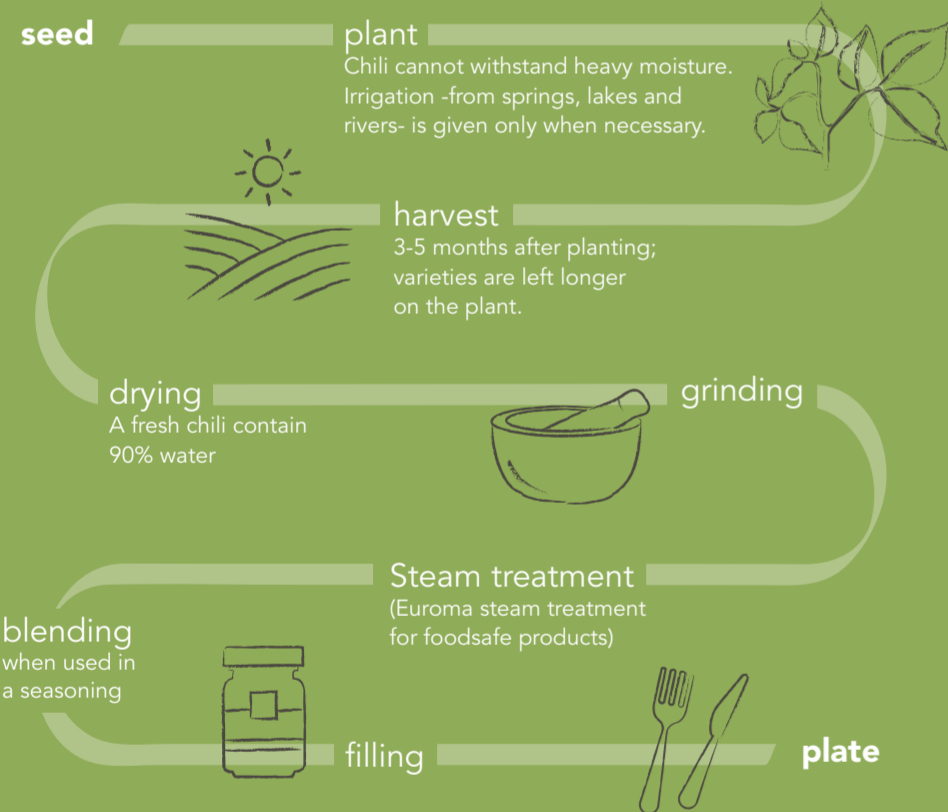 seed
plant
Chili cannot withstand heavy moisture.
Irrigation -from springs, lakes and
rivers- is given only when necessary.
harvest
3-5 months after planting;
varieties are left longer
on the plant.
drying
A fresh chili contain
90% water
grinding
Steam treatment
(Euroma steam treatment
for foodsafe products)
blending
when used in
a seasoning
filling
plate